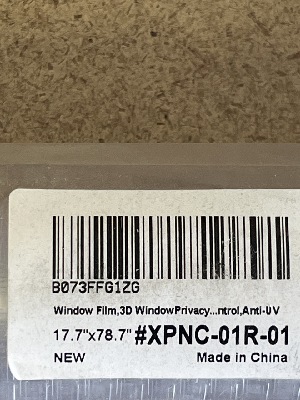 B073FFG1ZG
Window Film,3D WindowPrivacy...ntrol,Anti-UV
17.7"x78.7" #XPNC-01R-01
NEW Made in China